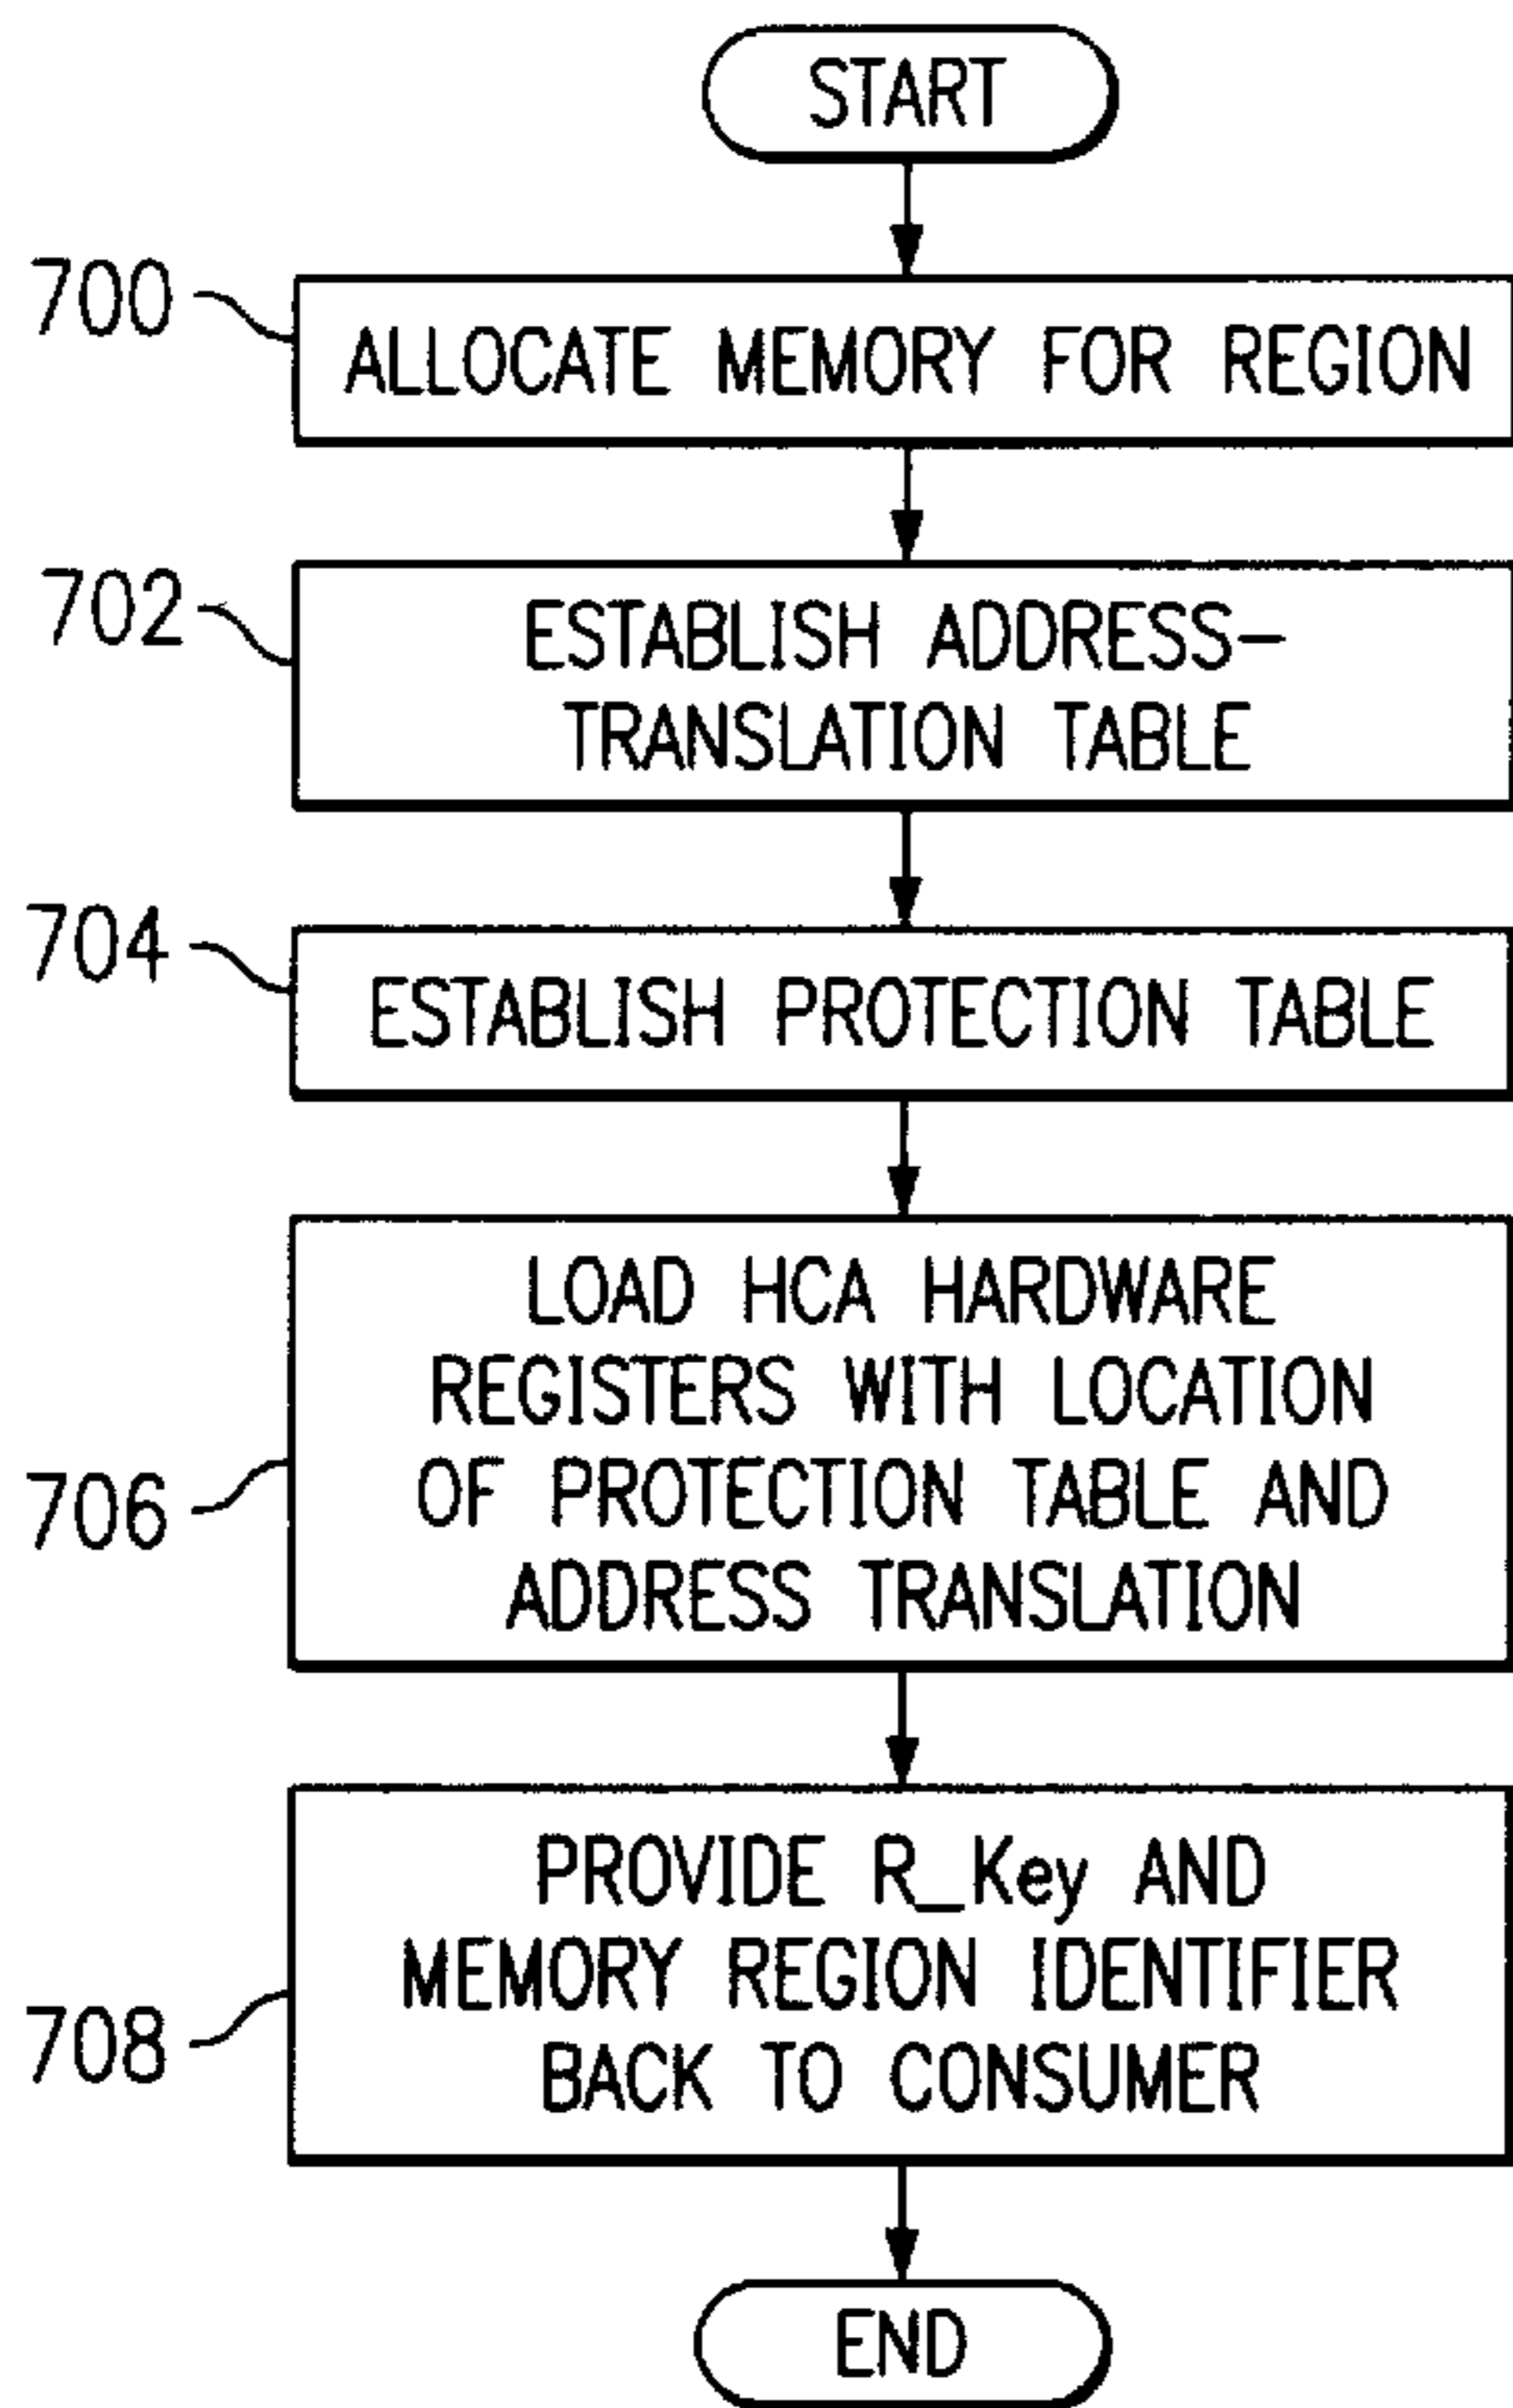 START
700
ALLOCATE MEMORY FOR REGION
702
ESTABLISH ADDRESS-
TRANSLATION TABLE
704
ESTABLISH PROTECTION TABLE
706
LOAD HCA HARDWARE
REGISTERS WITH LOCATION
OF PROTECTION TABLE AND
ADDRESS TRANSLATION
708
PROVIDE R_Key AND
MEMORY REGION IDENTIFIER
BACK TO CONSUMER
END